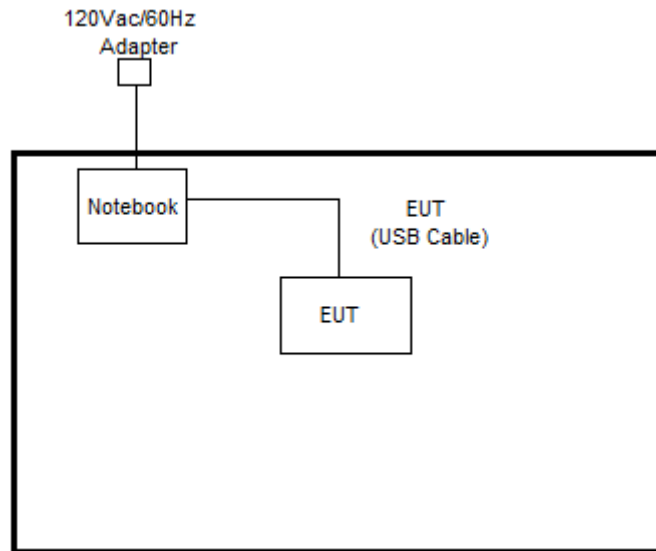 120Vac/60Hz
Adapter
Notebook
EUT
(USB Cable)
EUT